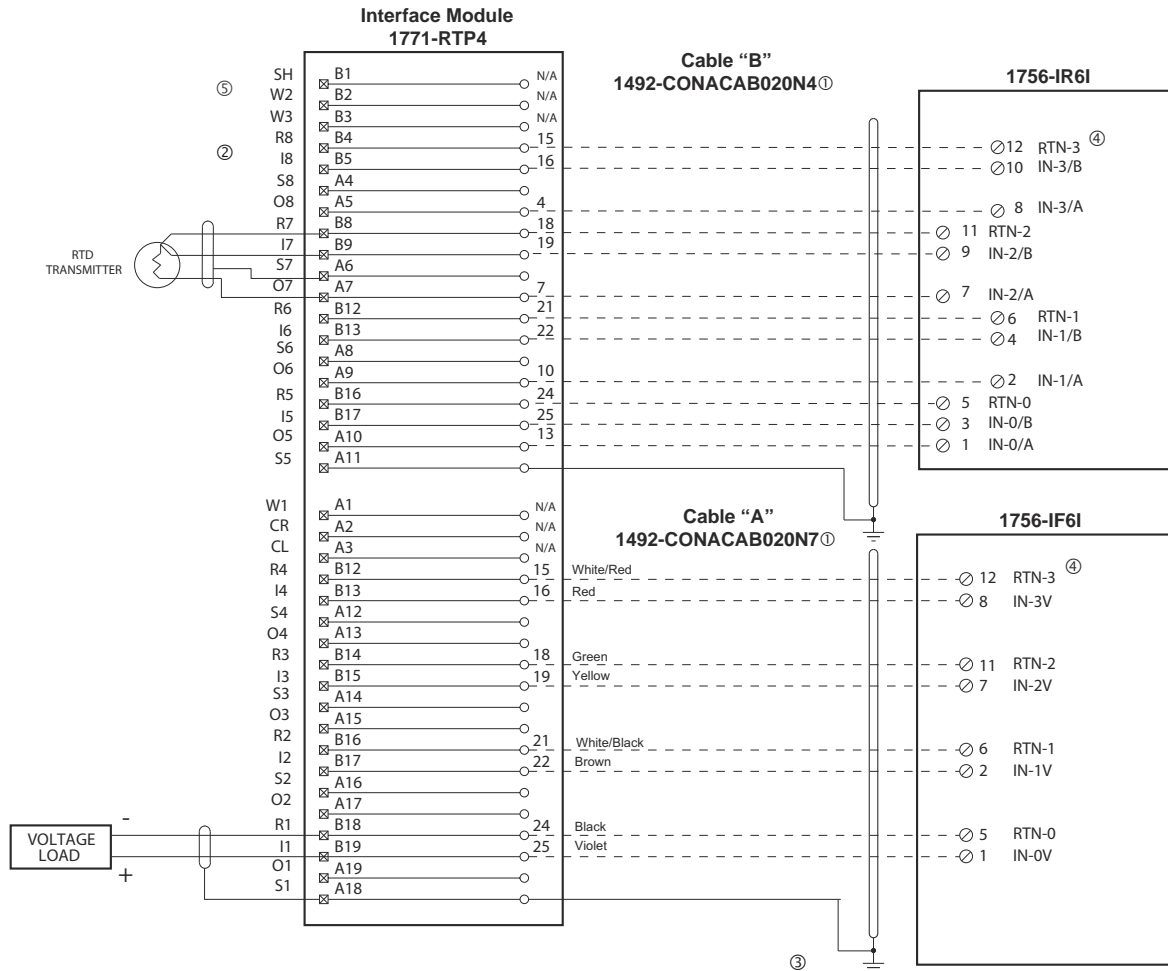 Interface Module
1771-RTP4
Cable “B”
1492-CONACAB020N4①
1756-IR6I
SH B1 N/A
⑤
W2 B2 N/A
W3 B3 N/A
R8 B4 15 12 RTN-3 ④
②
I8 B5 16 10 IN-3/B
S8 A4
O8 A5 4 8 IN-3/A
R7 B8 18 11 RTN-2
I7 B9 19 9 IN-2/B
RTD
TRANSMITTER
S7 A6
O7 A7 7 7 IN-2/A
R6 B12 21 6 RTN-1
I6 B13 22 4 IN-1/B
S6 A8
O6 A9 10 2 IN-1/A
R5 B16 24 5 RTN-0
I5 B17 25 3 IN-0/B
O5 A10 13 1 IN-0/A
S5 A11
Cable “A”
1492-CONACAB020N7①
1756-IF6I
W1 A1 N/A
CR A2 N/A
CL A3 N/A
R4 B12 15 White/Red 12 RTN-3 ④
I4 B13 16 Red 8 IN-3V
S4 A12
O4 A13
R3 B14 18 Green 11 RTN-2
I3 B15 19 Yellow 7 IN-2V
S3 A14
O3 A15
R2 B16 21 White/Black 6 RTN-1
I2 B17 22 Brown 2 IN-1V
S2 A16
O2 A17
VOLTAGE
LOAD
-
R1 B18 24 Black 5 RTN-0
I1 B19 25 Violet 1 IN-0V
+
O1 A19
S1 A18
③